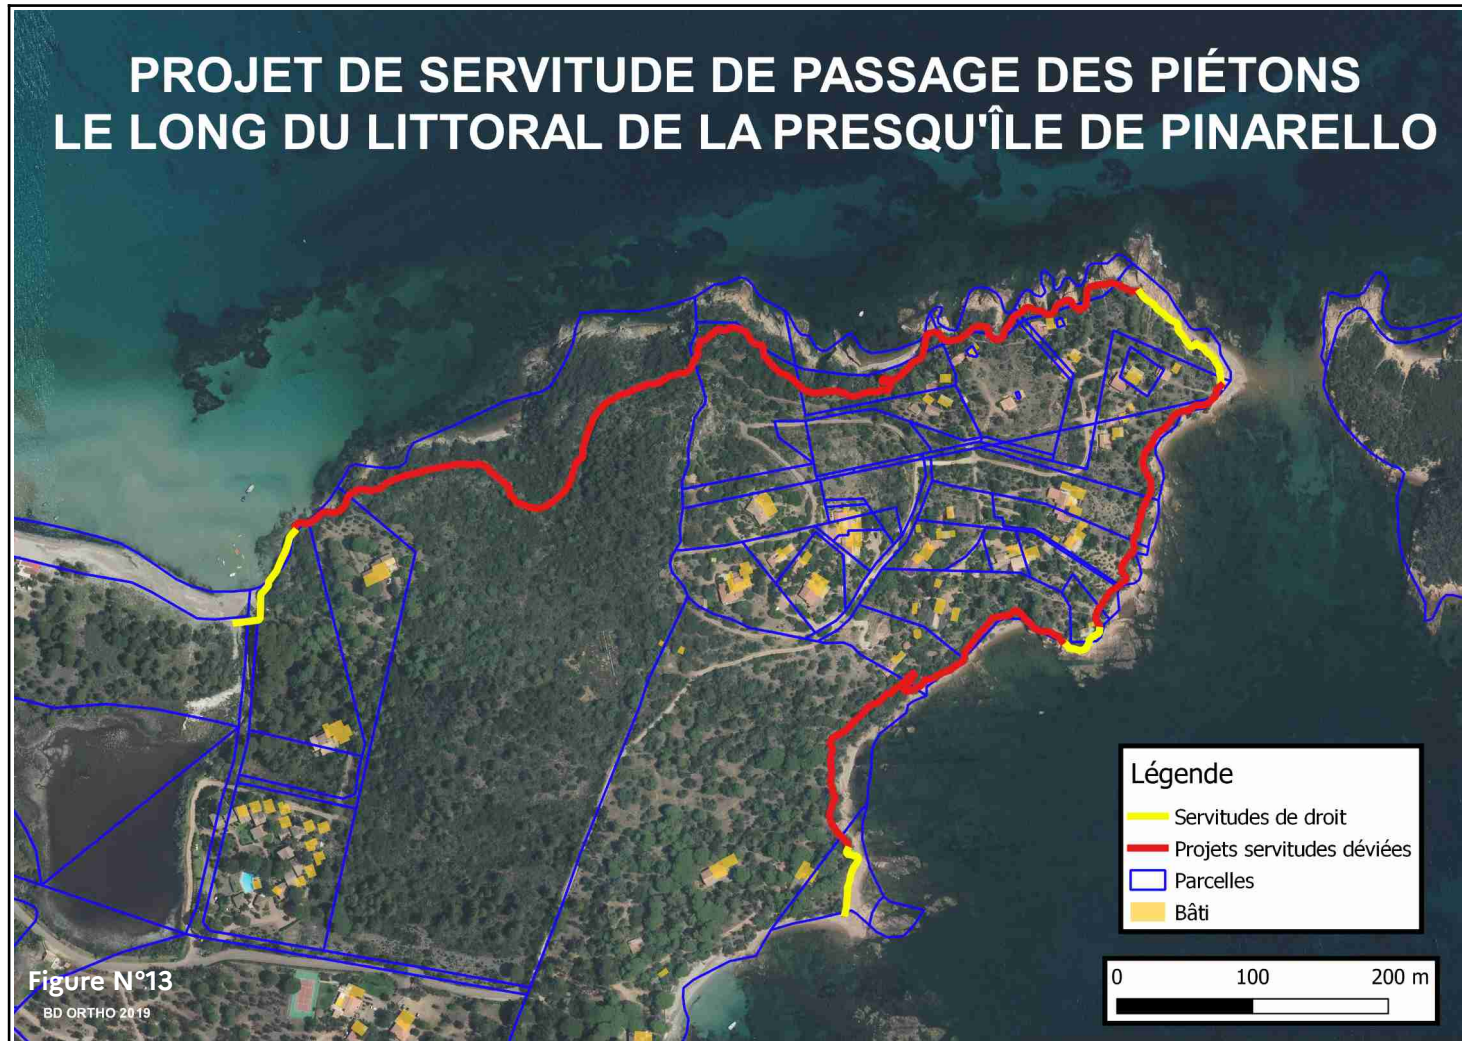 PROJET DE SERVITUDE DE PASSAGE DES PIÉTONS
LE LONG DU LITTORAL DE LA PRESQU'ÎLE DE PINARELLO
Légende
Servitudes de droit
Projets servitudes déviées
Parcelles
Bâti
0 100 200 m
Figure N°13
BD ORTHO 2019